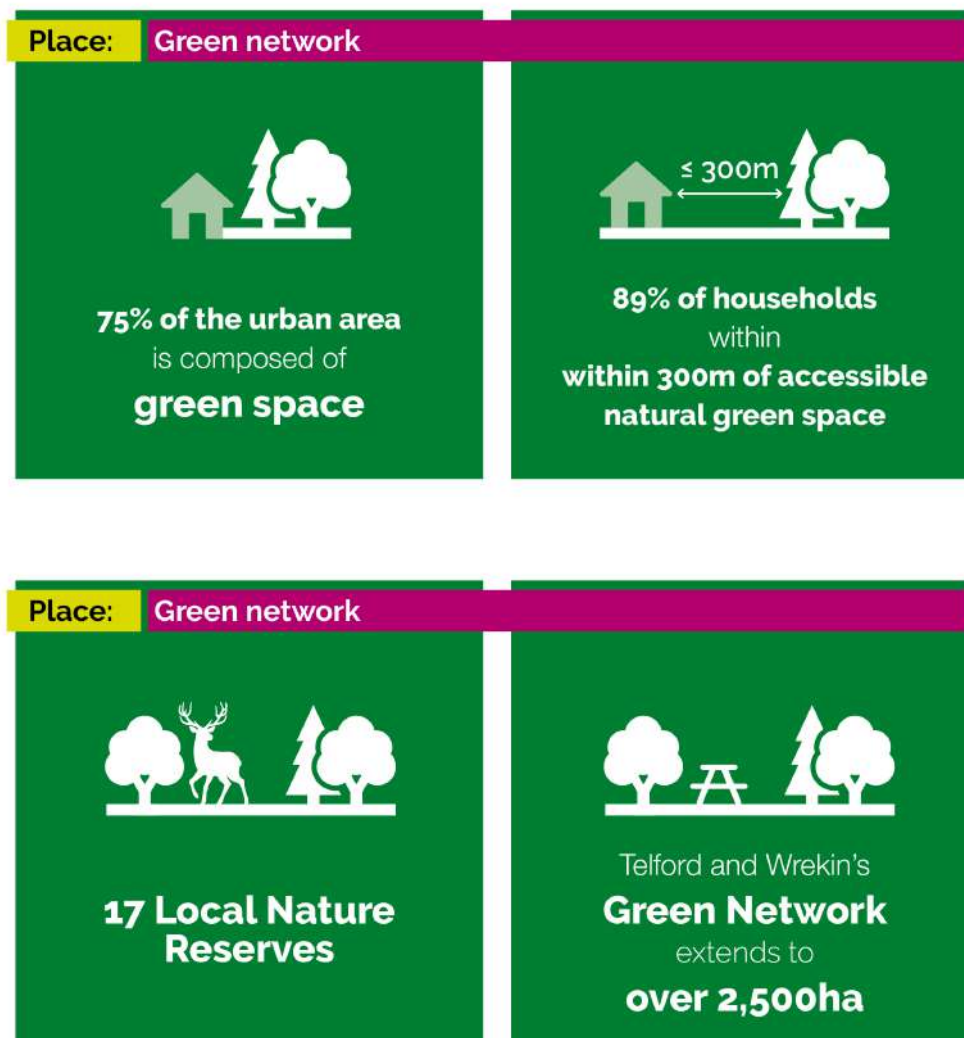 Place: Green network
75% of the urban area
is composed of
green space
≤ 300m
89% of households
within
within 300m of accessible
natural green space
Place: Green network
17 Local Nature
Reserves
Telford and Wrekin's
Green Network
extends to
over 2,500ha